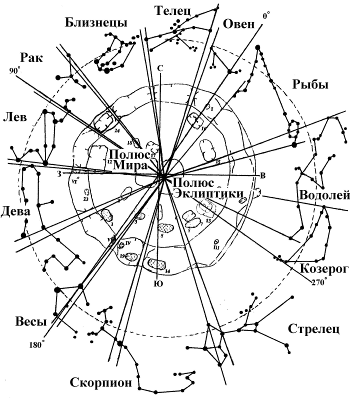 Телец
Близнецы
Овен
0°
Рак
90°
С
Рыбы
Лев
Полюс
Мира
З
В
Полюс
Эклиптики
Водолей
Дева
Козерог
270°
Ю
Весы
180°
Стрелец
Скорпион